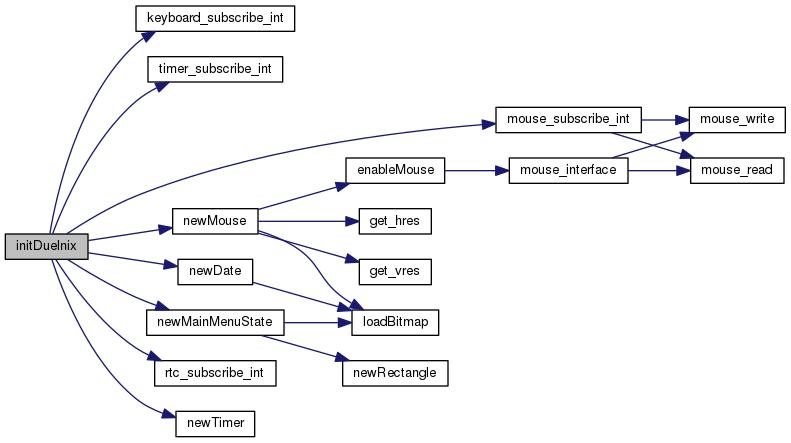 keyboard_subscribe_int
timer_subscribe_int
mouse_subscribe_int
mouse_write
enableMouse
mouse_interface
mouse_read
newMouse
get_hres
initDuelnix
newDate
get_vres
newMainMenuState
loadBitmap
rtc_subscribe_int
newRectangle
newTimer